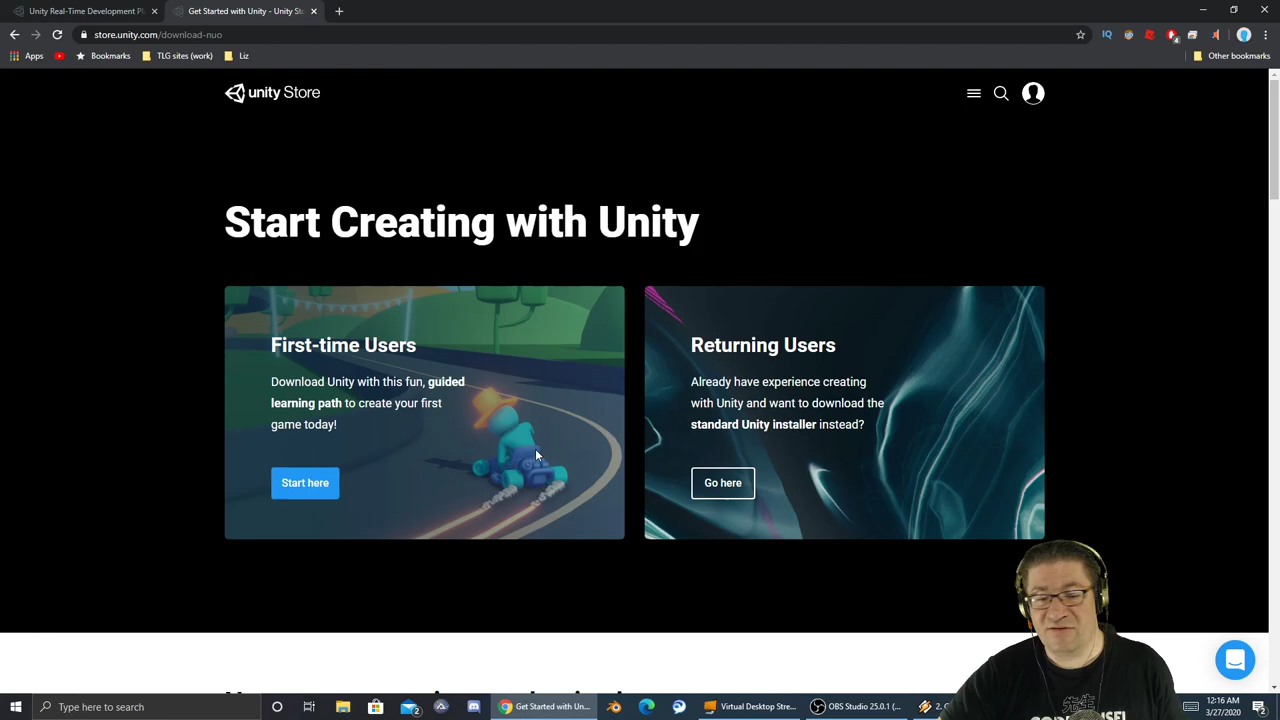 Unity Real-Time Development Pl
Get Started with Unity - Unity Sto
store.unity.com/download-nuo
Apps
Bookmarks
TLG sites (work)
Liz
Other bookmarks
unity Store
Start Creating with Unity
First-time Users
Download Unity with this fun, guided
learning path to create your first
game today!
Start here
Returning Users
Already have experience creating
with Unity and want to download the
standard Unity installer instead?
Go here
先生
Type here to search
Get Started with Un...
Virtual Desktop Stre...
OBS Studio 25.0.1 (...
12:16 AM
3/27/2020